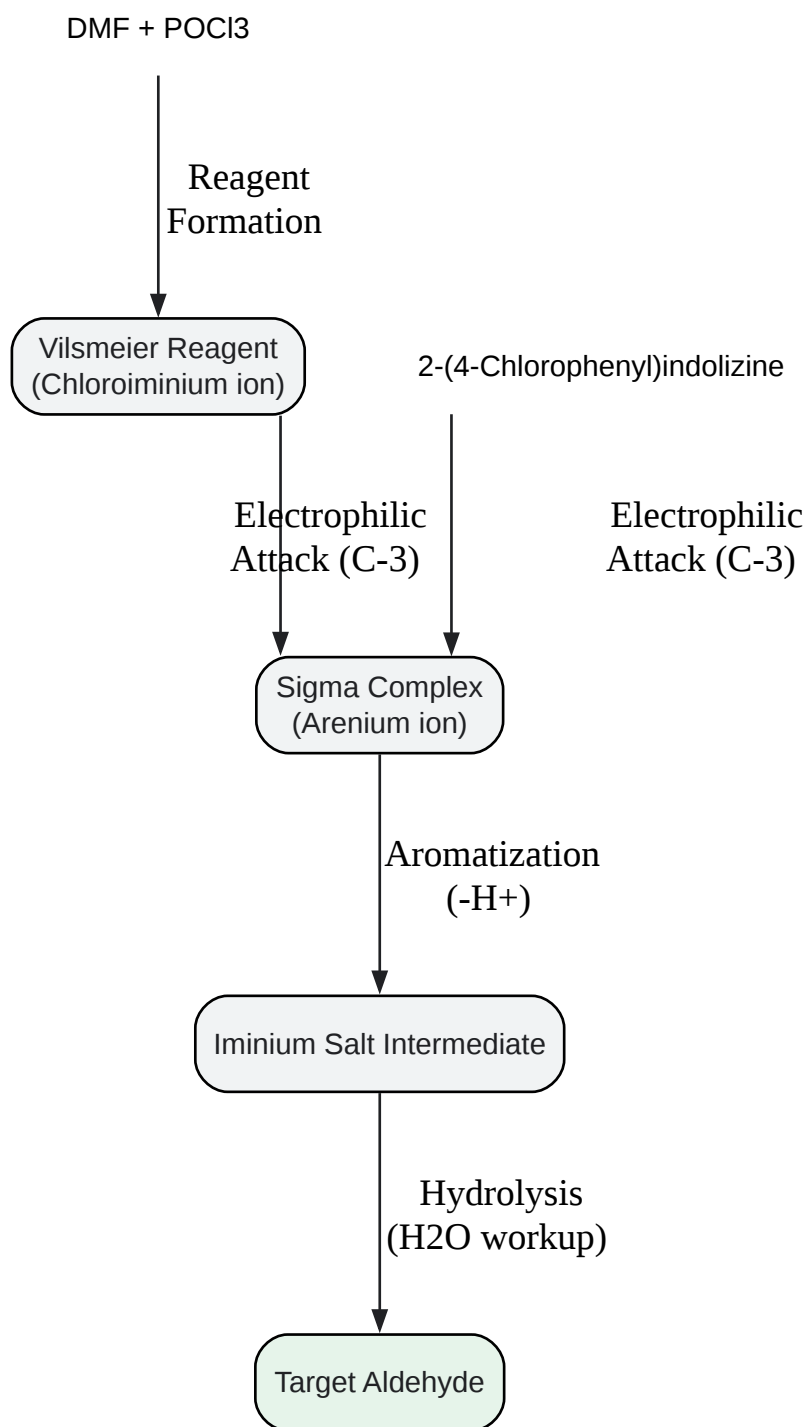 DMF + POCl3
Reagent
Formation
Vilsmeier Reagent
(Chloroiminium ion)
2-(4-Chlorophenyl)indolizine
Electrophilic
Attack (C-3)
Electrophilic
Attack (C-3)
Sigma Complex
(Arenium ion)
Aromatization
(-H+)
Iminium Salt Intermediate
Hydrolysis
(H2O workup)
Target Aldehyde